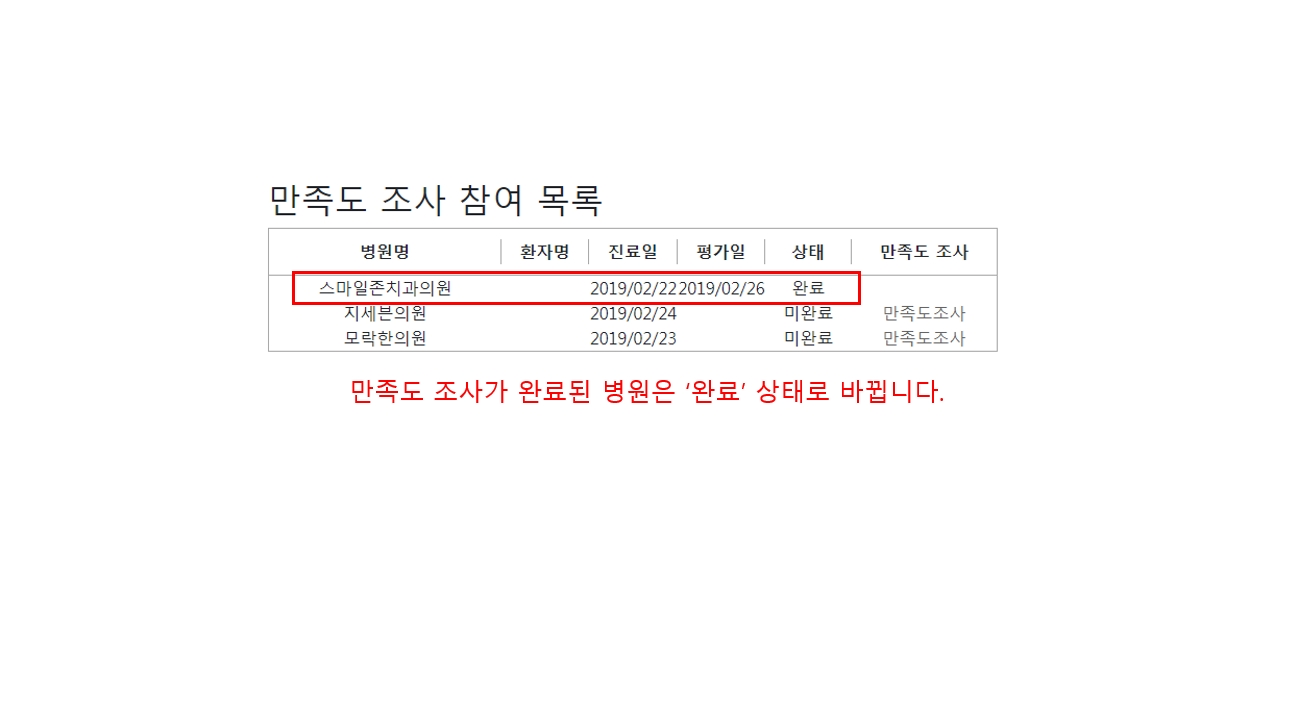 만족도 조사 참여 목록
병원명 환자명 진료일 평가일 상태 만족도 조사
스마일존치과의원 2019/02/22 2019/02/26 완료
지세븐의원 2019/02/24 미완료 만족도조사
모락한의원 2019/02/23 미완료 만족도조사
만족도 조사가 완료된 병원은 ‘완료’ 상태로 바뀝니다.